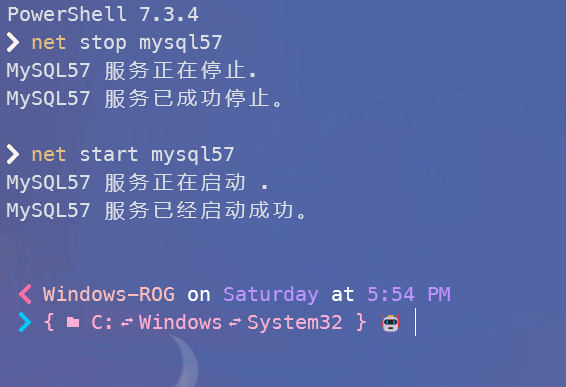 PowerShell 7.3.4
❯ net stop mysql57
MySQL57 服务正在停止.
MySQL57 服务已成功停止。
❯ net start mysql57
MySQL57 服务正在启动 .
MySQL57 服务已经启动成功。
❮ Windows-ROG on Saturday at 5:54 PM
❯ { C: Windows System32 }